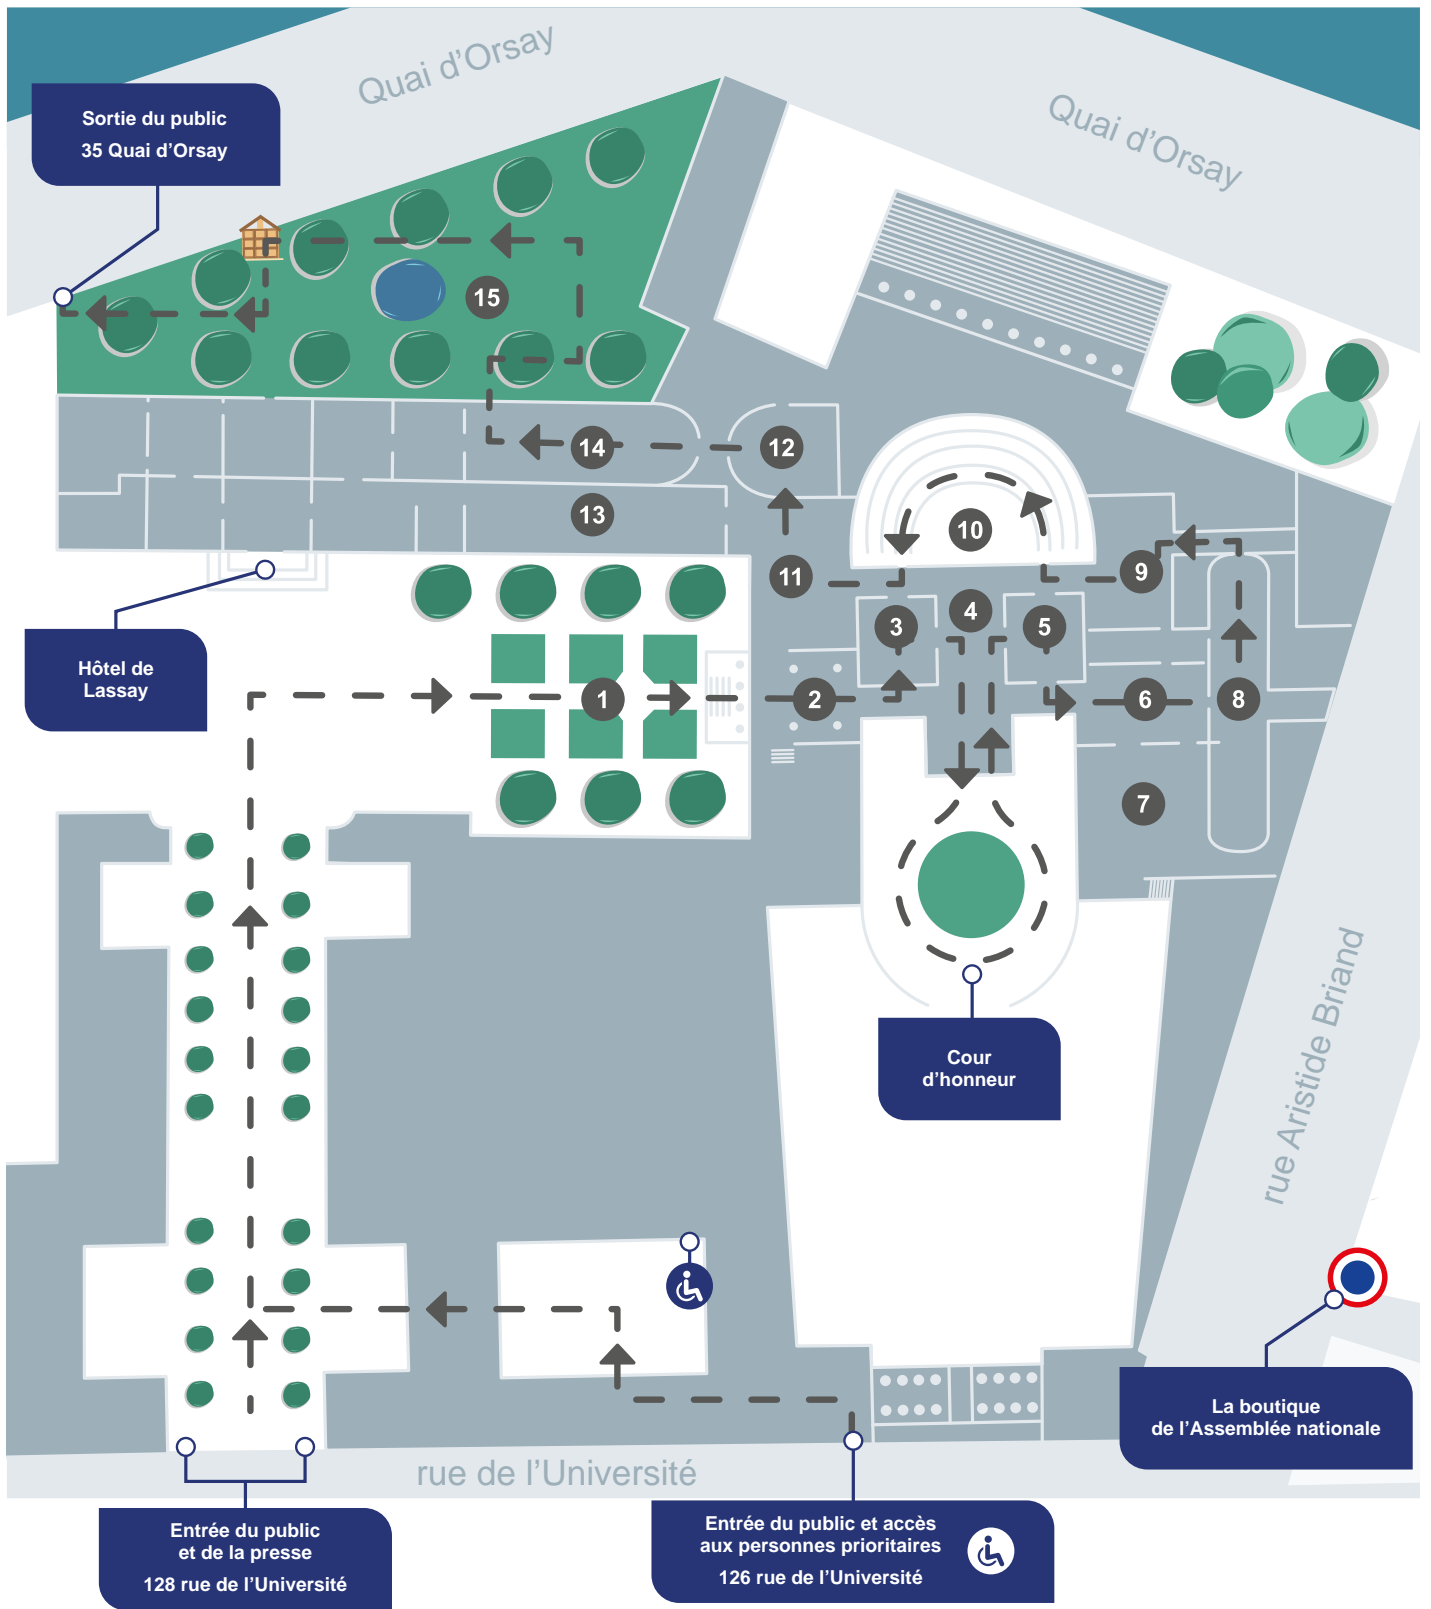 Quai d'Orsay
Quai d'Orsay
Sortie du public
35 Quai d'Orsay
15
14
12
13
10
11
9
4
3
5
Hôtel de
Lassay
1
2
6
8
7
Cour
d'honneur
rue Aristide Briand
La boutique
de l'Assemblée nationale
rue de l'Université
Entrée du public
et de la presse
128 rue de l'Université
Entrée du public et accès
aux personnes prioritaires
126 rue de l'Université